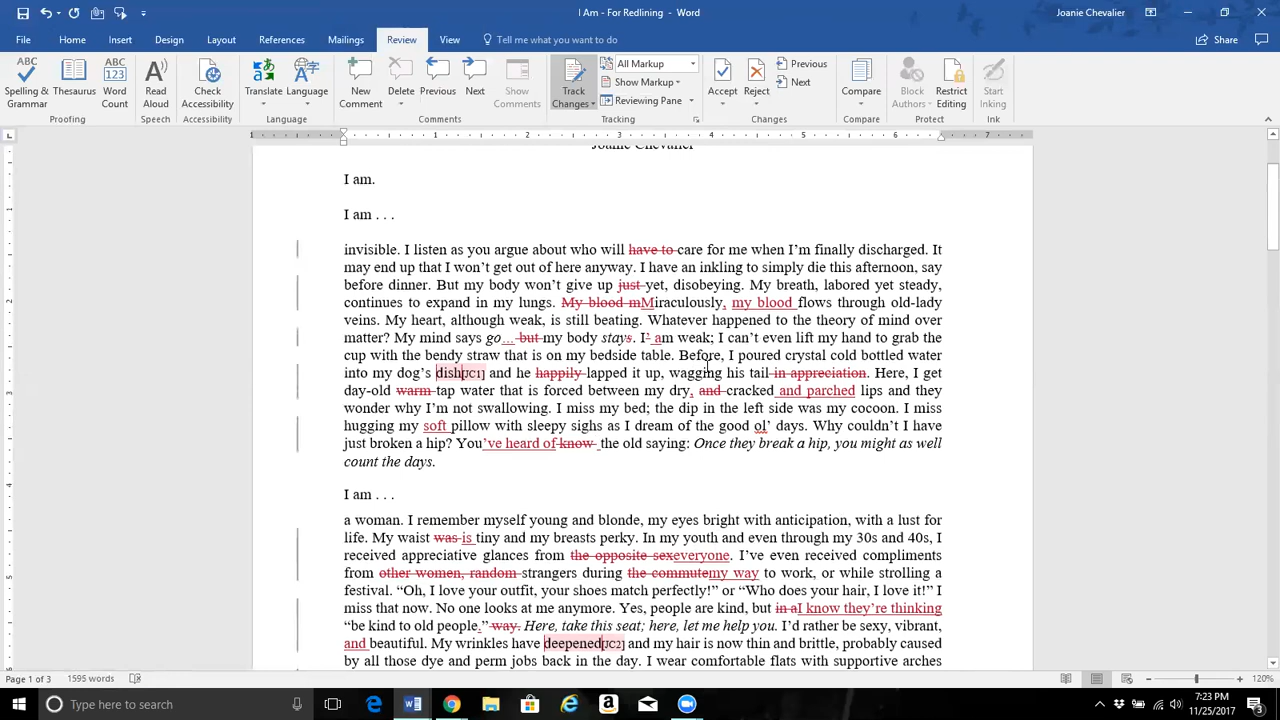 For Redlining
Joanie Chevalier
File
Home
Insert
Design
Layout
References
Mailings
Review
View
Help
Acrobat
Tell me what you want to do
Share
Spelling & Grammar
Thesaurus
Word Count
Read Aloud
Check Accessibility
Translate
Language
New Comment
Delete
Previous
Next
Show Comments
Track Changes
All Markup
Show Markup
Reviewing Pane
Accept
Reject
Previous
Next
Compare
Block Authors
Restrict Editing
Start Inking
Proofing
Speech
Accessibility
Language
Comments
Tracking
Changes
Compare
Protect
Ink
1 1 2 3 4 5 6 7
Joanie Chevalier
I am.
I am . . .
invisible. I listen as you argue about who will have to care for me when I’m finally discharged. It
may end up that I won’t get out of here anyway. I have an inkling to simply die this afternoon, say
before dinner. But my body won’t give up just yet, disobeying. My breath, labored yet steady,
continues to expand in my lungs. My blood mMiraculously, my blood flows through old-lady
veins. My heart, although weak, is still beating. Whatever happened to the theory of mind over
matter? My mind says go... but my body stays. I’ am weak; I can’t even lift my hand to grab the
cup with the bendy straw that is on my bedside table. Before, I poured crystal cold bottled water
into my dog’s dish[JC1] and he happily lapped it up, wagging his tail in appreciation. Here, I get
day-old warm tap water that is forced between my dry, and cracked and parched lips and they
wonder why I’m not swallowing. I miss my bed; the dip in the left side was my cocoon. I miss
hugging my soft pillow with sleepy sighs as I dream of the good ol’ days. Why couldn’t I have
just broken a hip? You’ve heard of know the old saying: Once they break a hip, you might as well
count the days.
I am . . .
a woman. I remember myself young and blonde, my eyes bright with anticipation, with a lust for
life. My waist was is tiny and my breasts perky. In my youth and even through my 30s and 40s, I
received appreciative glances from the opposite sexeveryone. I’ve even received compliments
from other women, random strangers during the commutemy way to work, or while strolling a
festival. “Oh, I love your outfit, your shoes match perfectly!” or “Who does your hair, I love it!” I
miss that now. No one looks at me anymore. Yes, people are kind, but in aI know they’re thinking
“be kind to old people.” way. Here, take this seat; here, let me help you. I’d rather be sexy, vibrant,
and beautiful. My wrinkles have deepened[JC2] and my hair is now thin and brittle, probably caused
by all those dye and perm jobs back in the day. I wear comfortable flats with supportive arches
Page 1 of 3
1595 words
120%
Type here to search
7:23 PM
11/25/2017